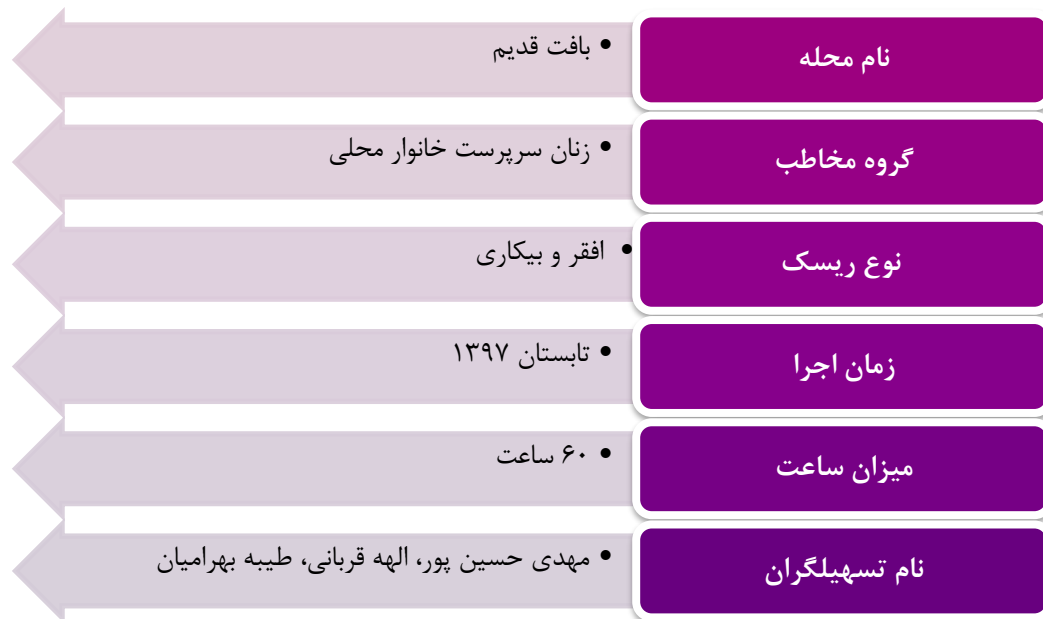 نام محله
• بافت قدیم
گروه مخاطب
• زنان سرپرست خانوار محلی
نوع ریسک
• افقر و بیکاری
زمان اجرا
• تابستان ۱۳۹۷
میزان ساعت
• ۶۰ ساعت
نام تسهیلگران
• مهدی حسین پور، الهه قربانی، طیبه بهرامیان